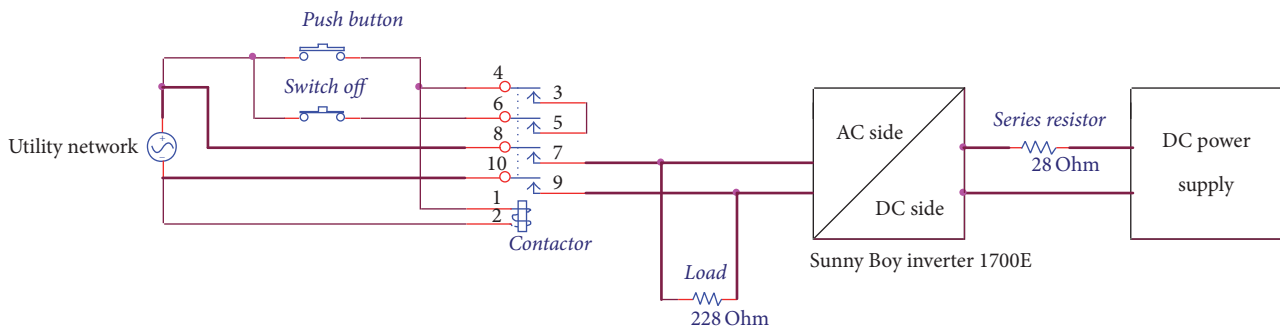 Push button
Switch off
Utility network
4
3
6
5
8
7
10
9
1
2
Contactor
Load
228 Ohm
AC side
DC side
Sunny Boy inverter 1700E
Series resistor
28 Ohm
DC power
supply